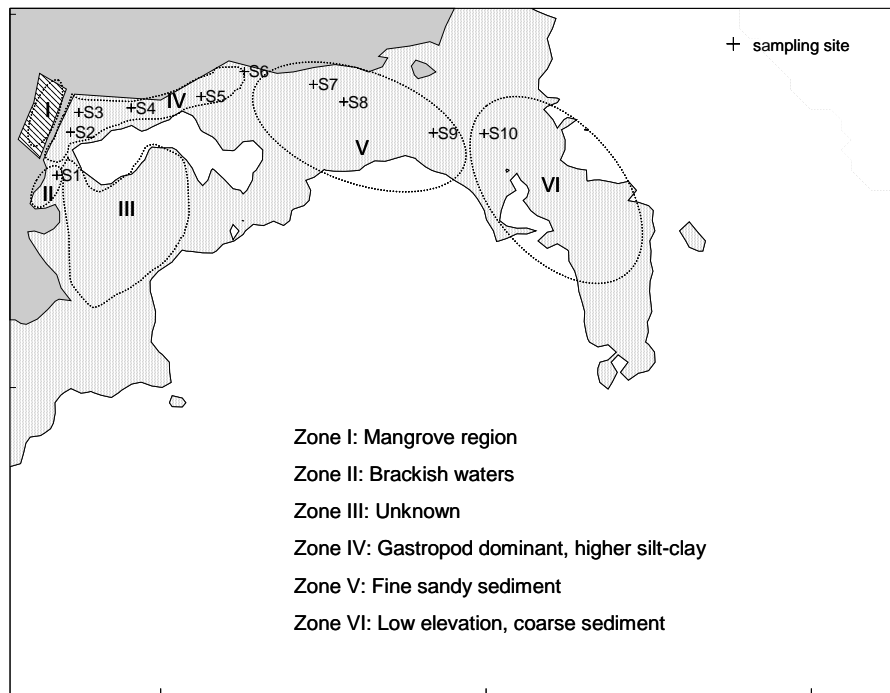 + sampling site
+S6
+S7
I
+S3
+S4
IV
+S5
+S8
+S2
V
+S9
+S10
+S1
II
III
VI
Zone I: Mangrove region
Zone II: Brackish waters
Zone III: Unknown
Zone IV: Gastropod dominant, higher silt-clay
Zone V: Fine sandy sediment
Zone VI: Low elevation, coarse sediment